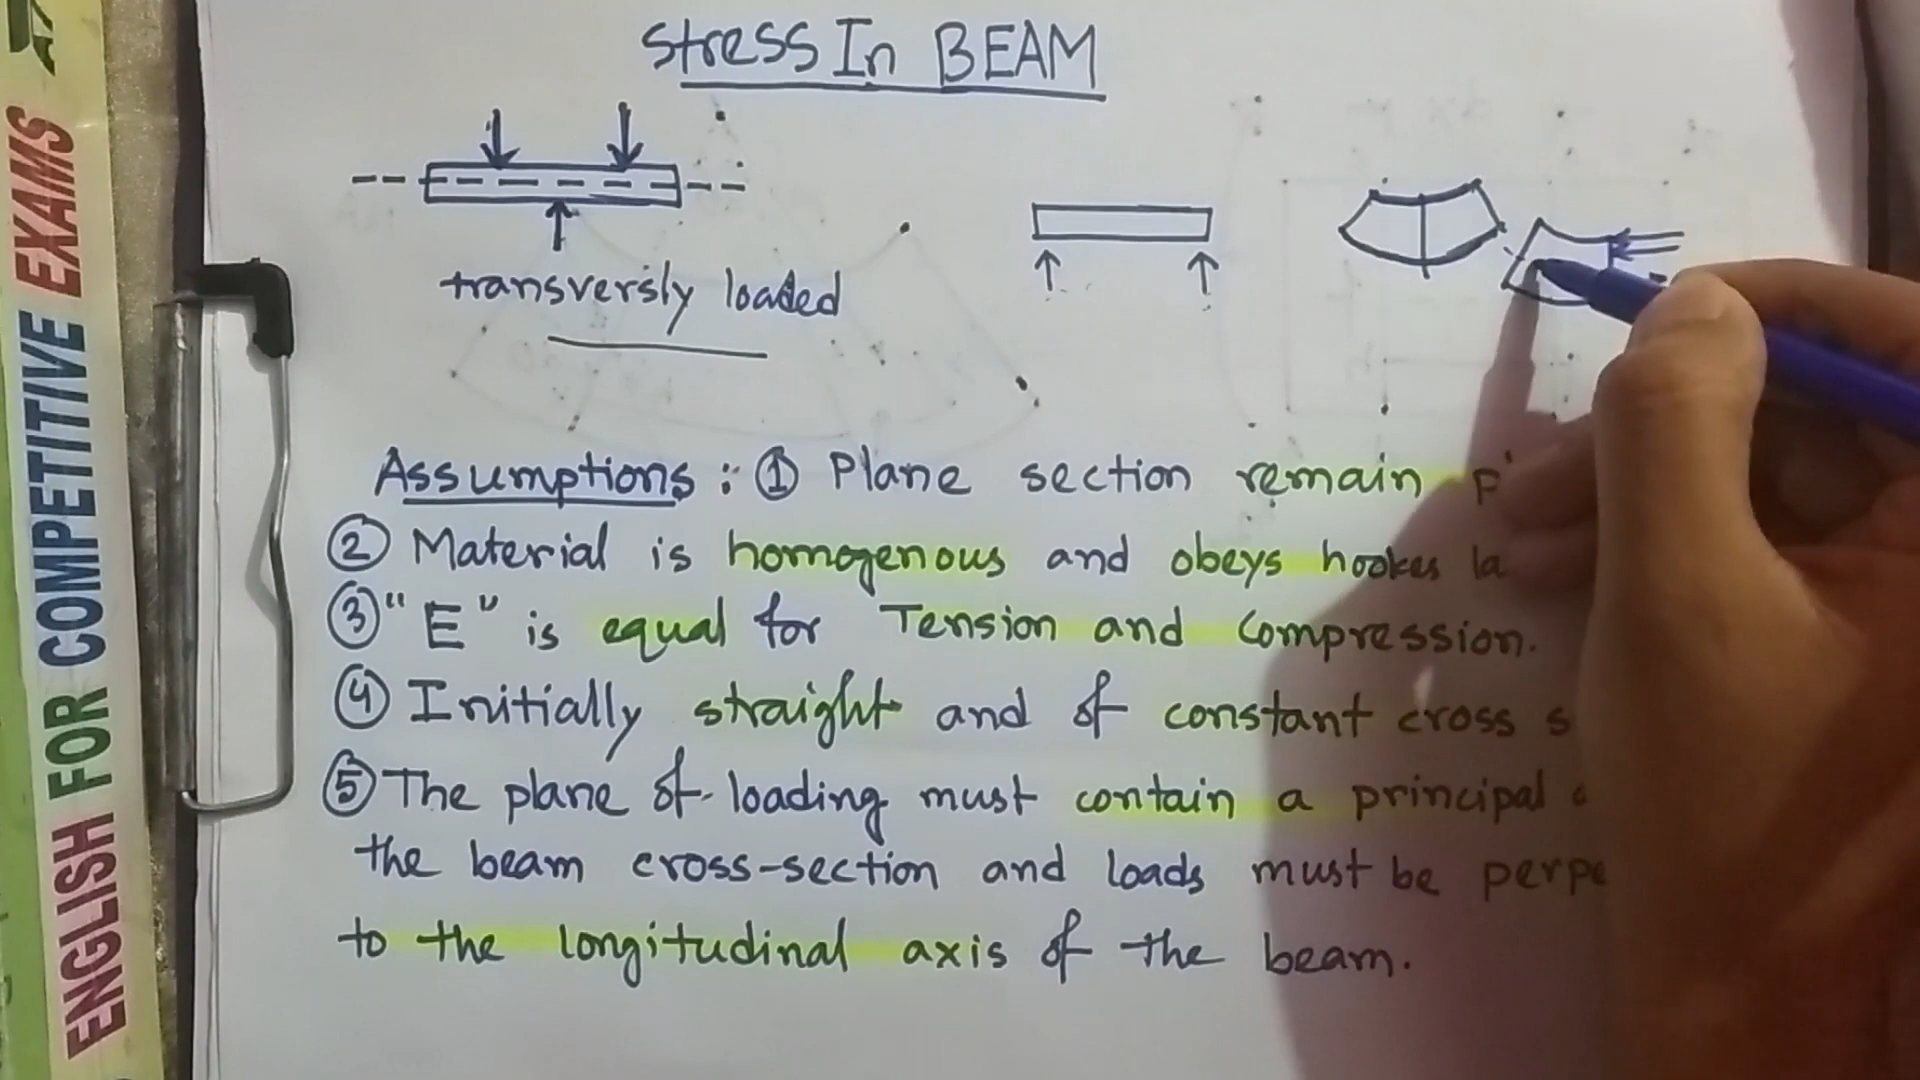 Stress In BEAM
transversly loaded
Assumptions : ① Plane section remain
② Material is homogenous and obeys hookes
③ "E" is equal for Tension and Compression.
④ Initially straight and of constant cross
⑤ The plane of loading must contain a principal
the beam cross-section and loads must be
to the longitudinal axis of the beam.
ENGLISH FOR COMPETITIVE EXAMS